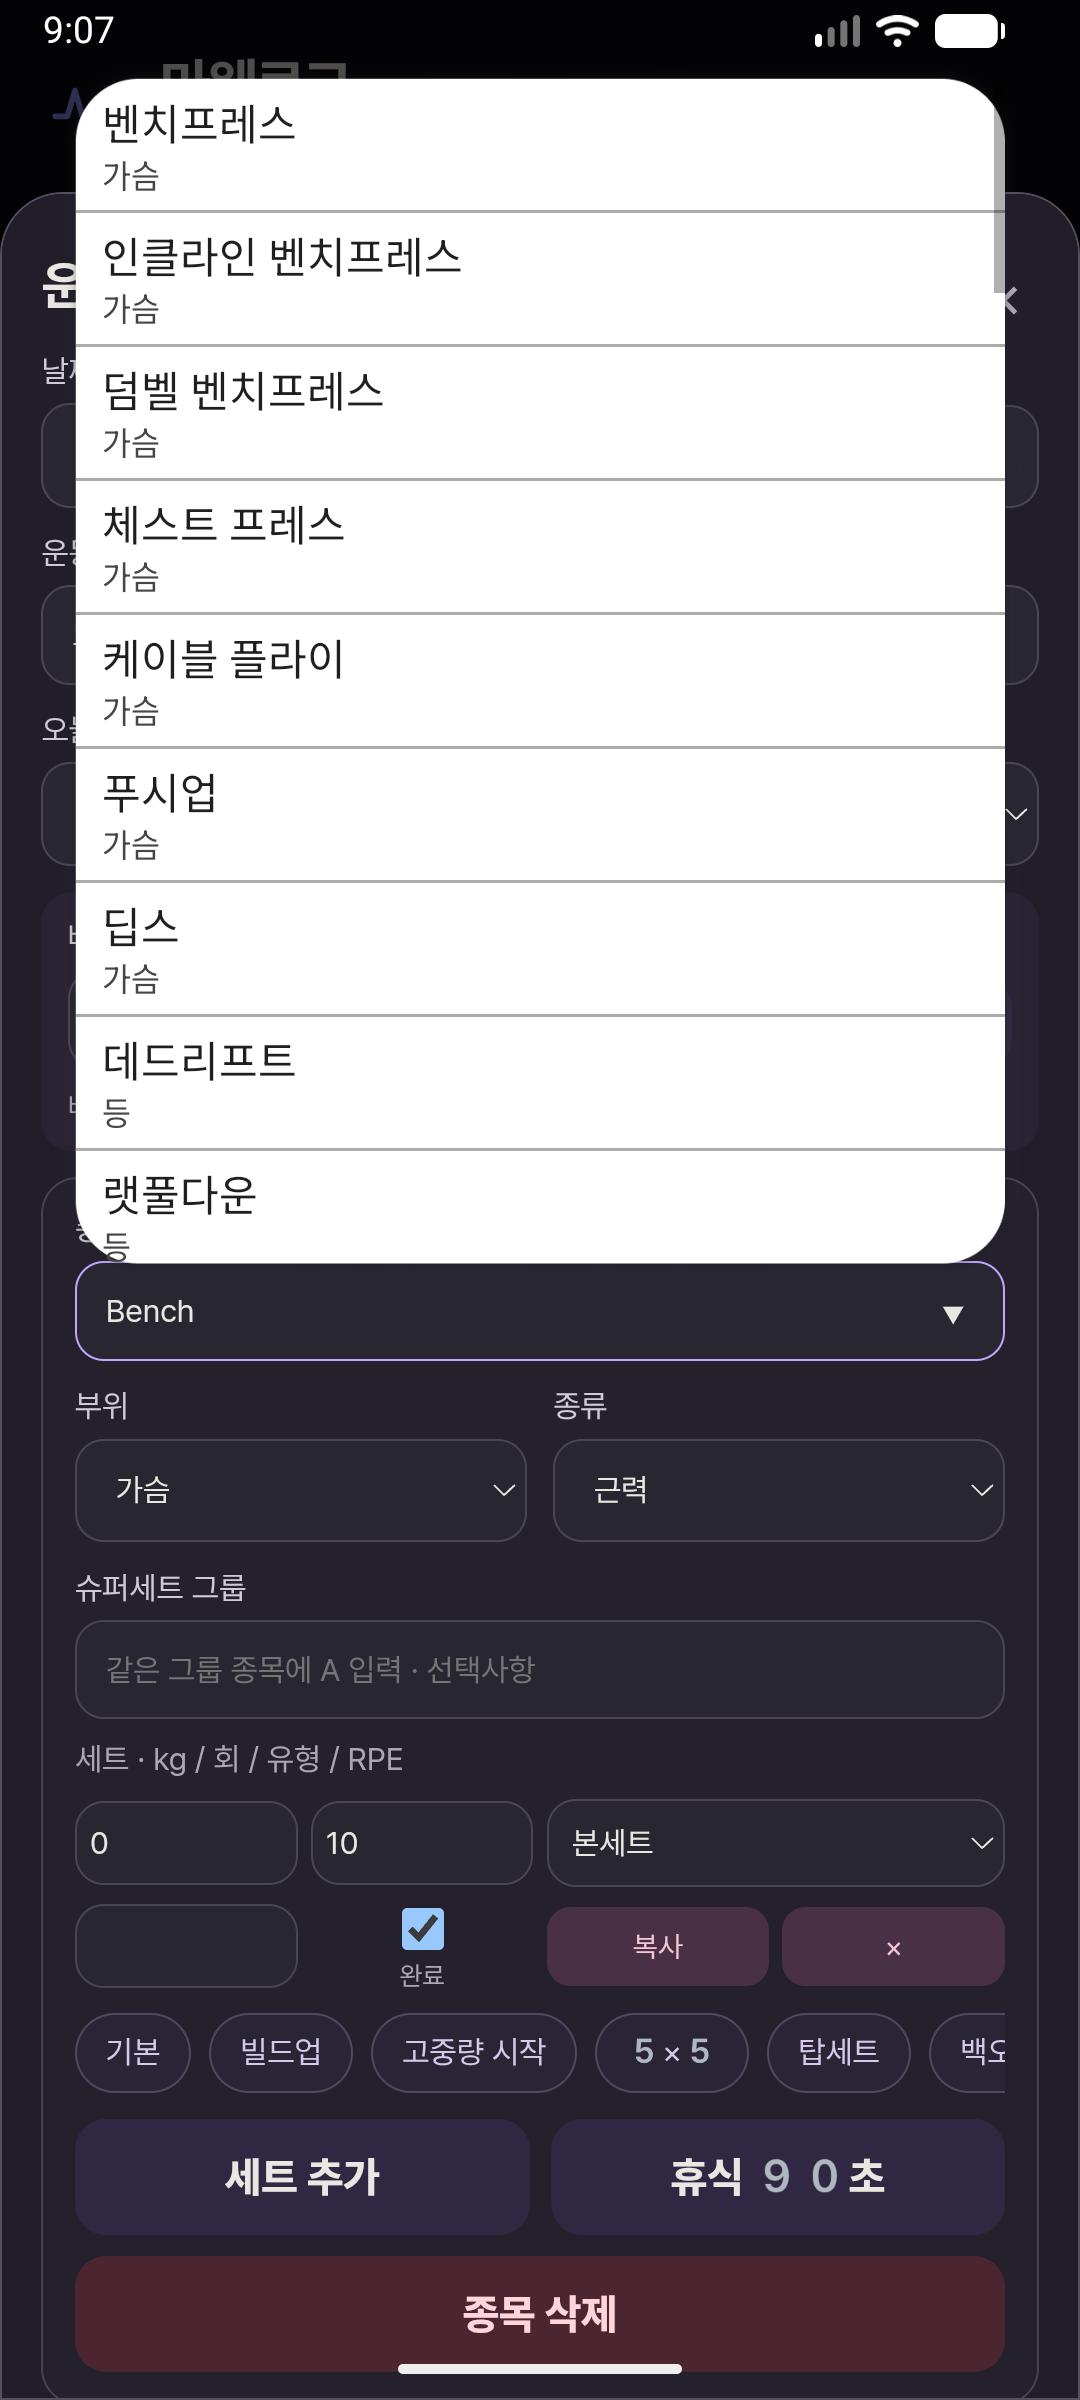 9:07
벤치프레스
가슴
인클라인 벤치프레스
가슴
덤벨 벤치프레스
가슴
체스트 프레스
가슴
케이블 플라이
가슴
푸시업
가슴
딥스
가슴
데드리프트
등
랫풀다운
등
Bench ▼
부위 종류
가슴 근력
슈퍼세트 그룹
같은 그룹 종목에 A 입력 · 선택사항
세트 · kg / 회 / 유형 / RPE
0 10 본세트
완료 복사 ×
기본 빌드업 고중량 시작 5 × 5 탑세트 백오
세트 추가 휴식 90초
종목 삭제